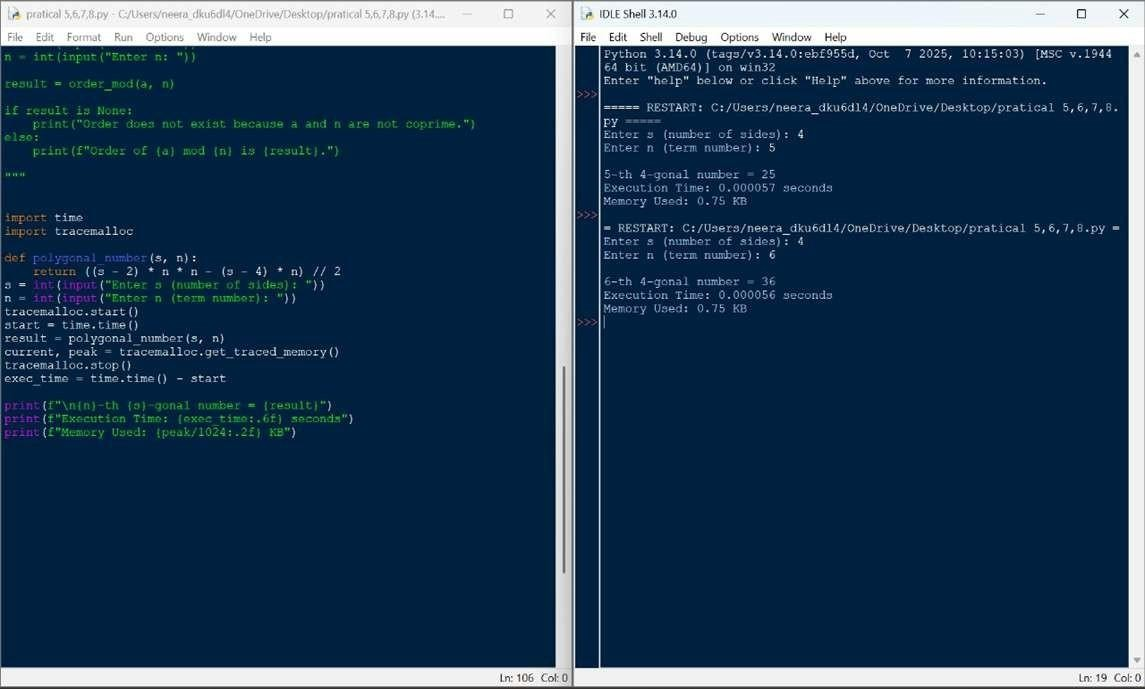 pratical 5,6,7,8.py - C:/Users/neera_dku6dl4/OneDrive/Desktop/pratical 5,6,7,8.py (3.14....
File Edit Format Run Options Window Help
n = int(input("Enter n: "))
result = order_mod(a, n)
if result is None:
    print("Order does not exist because a and n are not coprime.")
else:
    print(f"Order of {a} mod {n} is {result}.")
"""
import time
import tracemalloc
def polygonal_number(s, n):
    return ((s - 2) * n * n - (s - 4) * n) // 2
s = int(input("Enter s (number of sides): "))
n = int(input("Enter n (term number): "))
tracemalloc.start()
start = time.time()
result = polygonal_number(s, n)
current, peak = tracemalloc.get_traced_memory()
tracemalloc.stop()
exec_time = time.time() - start
print(f"\n{n}-th {s}-gonal number = {result}")
print(f"Execution Time: {exec_time:.6f} seconds")
print(f"Memory Used: {peak/1024:.2f} KB")
Ln: 106 Col: 0
IDLE Shell 3.14.0
File Edit Shell Debug Options Window Help
Python 3.14.0 (tags/v3.14.0:ebf955d, Oct  7 2025, 10:15:03) [MSC v.1944
64 bit (AMD64)] on win32
Enter "help" below or click "Help" above for more information.
>>>
===== RESTART: C:/Users/neera_dku6dl4/OneDrive/Desktop/pratical 5,6,7,8.
py =====
Enter s (number of sides): 4
Enter n (term number): 5
5-th 4-gonal number = 25
Execution Time: 0.000057 seconds
Memory Used: 0.75 KB
>>>
= RESTART: C:/Users/neera_dku6dl4/OneDrive/Desktop/pratical 5,6,7,8.py =
Enter s (number of sides): 4
Enter n (term number): 6
6-th 4-gonal number = 36
Execution Time: 0.000056 seconds
Memory Used: 0.75 KB
>>>
Ln: 19 Col: 0